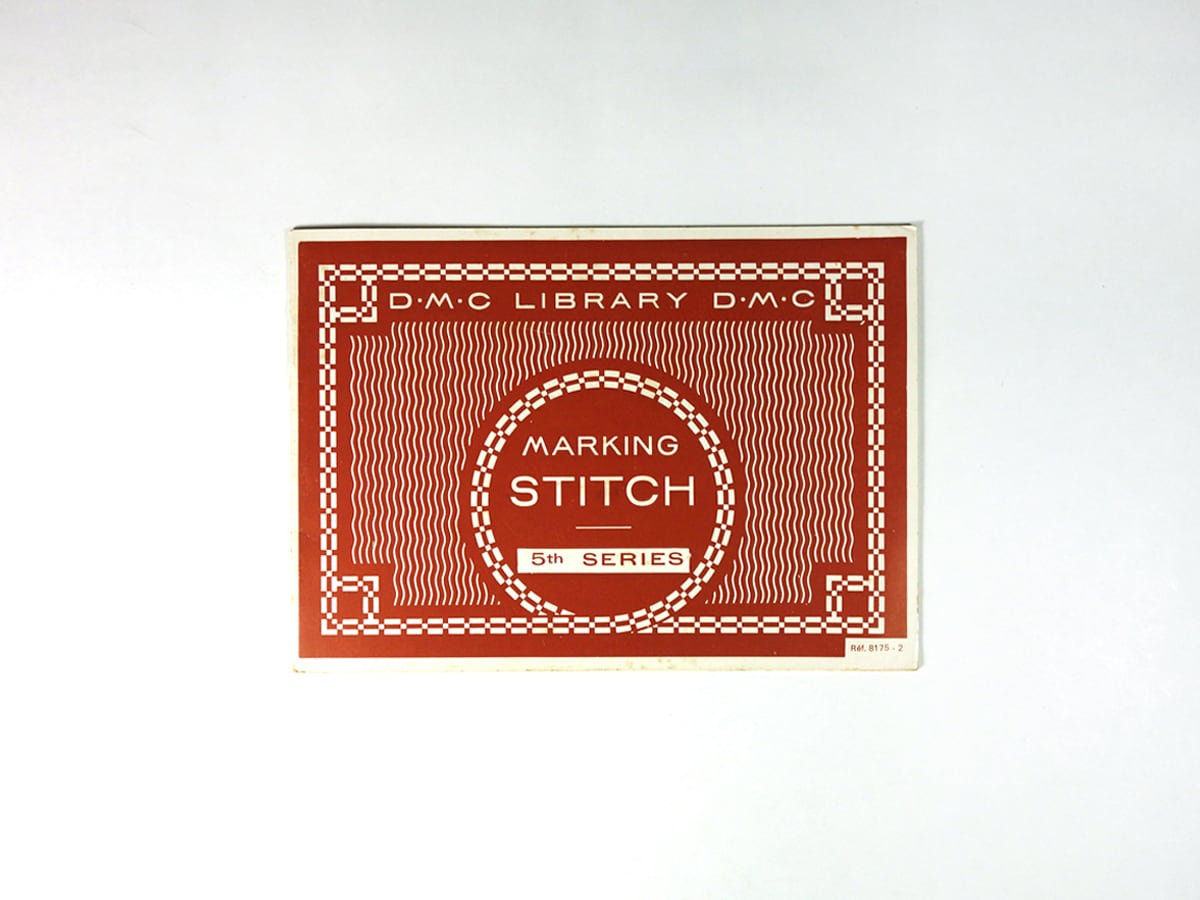 D·M·C LIBRARY D·M·C
MARKING
STITCH
5th SERIES
Réf. 8175 - 2